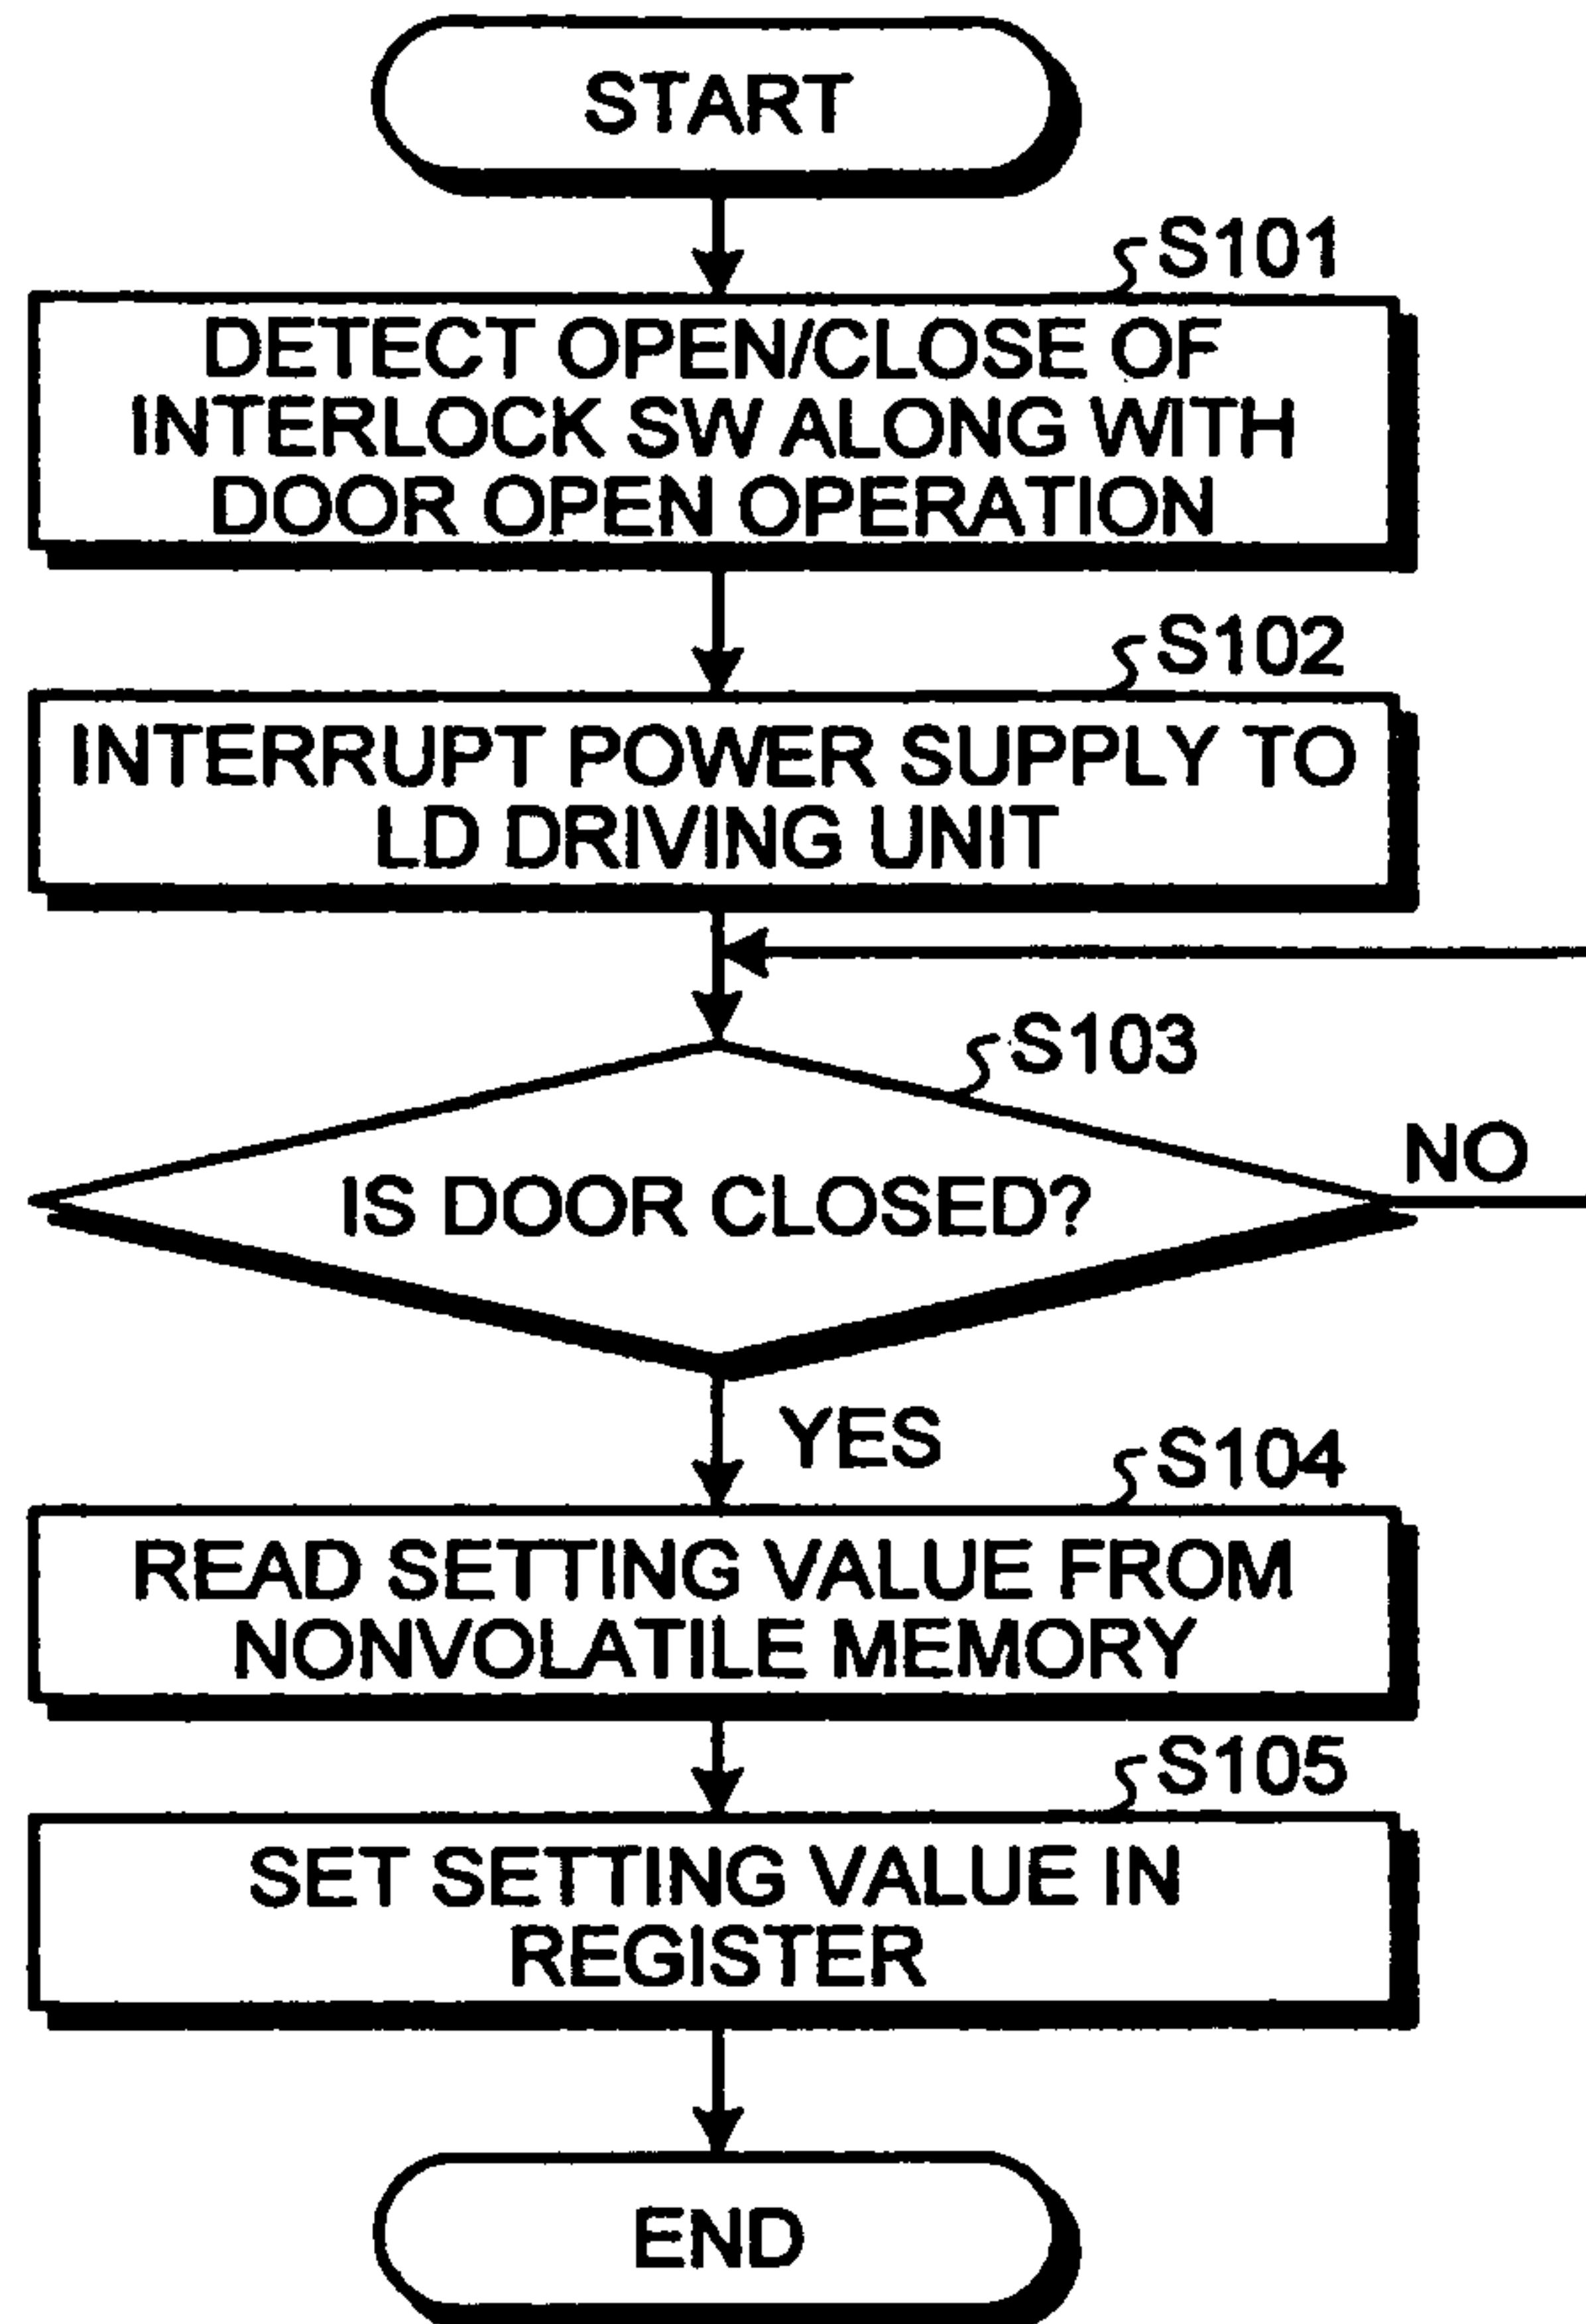 START
S101
DETECT OPEN/CLOSE OF
INTERLOCK SW ALONG WITH
DOOR OPEN OPERATION
S102
INTERRUPT POWER SUPPLY TO
LD DRIVING UNIT
S103
IS DOOR CLOSED?
NO
YES
S104
READ SETTING VALUE FROM
NONVOLATILE MEMORY
S105
SET SETTING VALUE IN
REGISTER
END